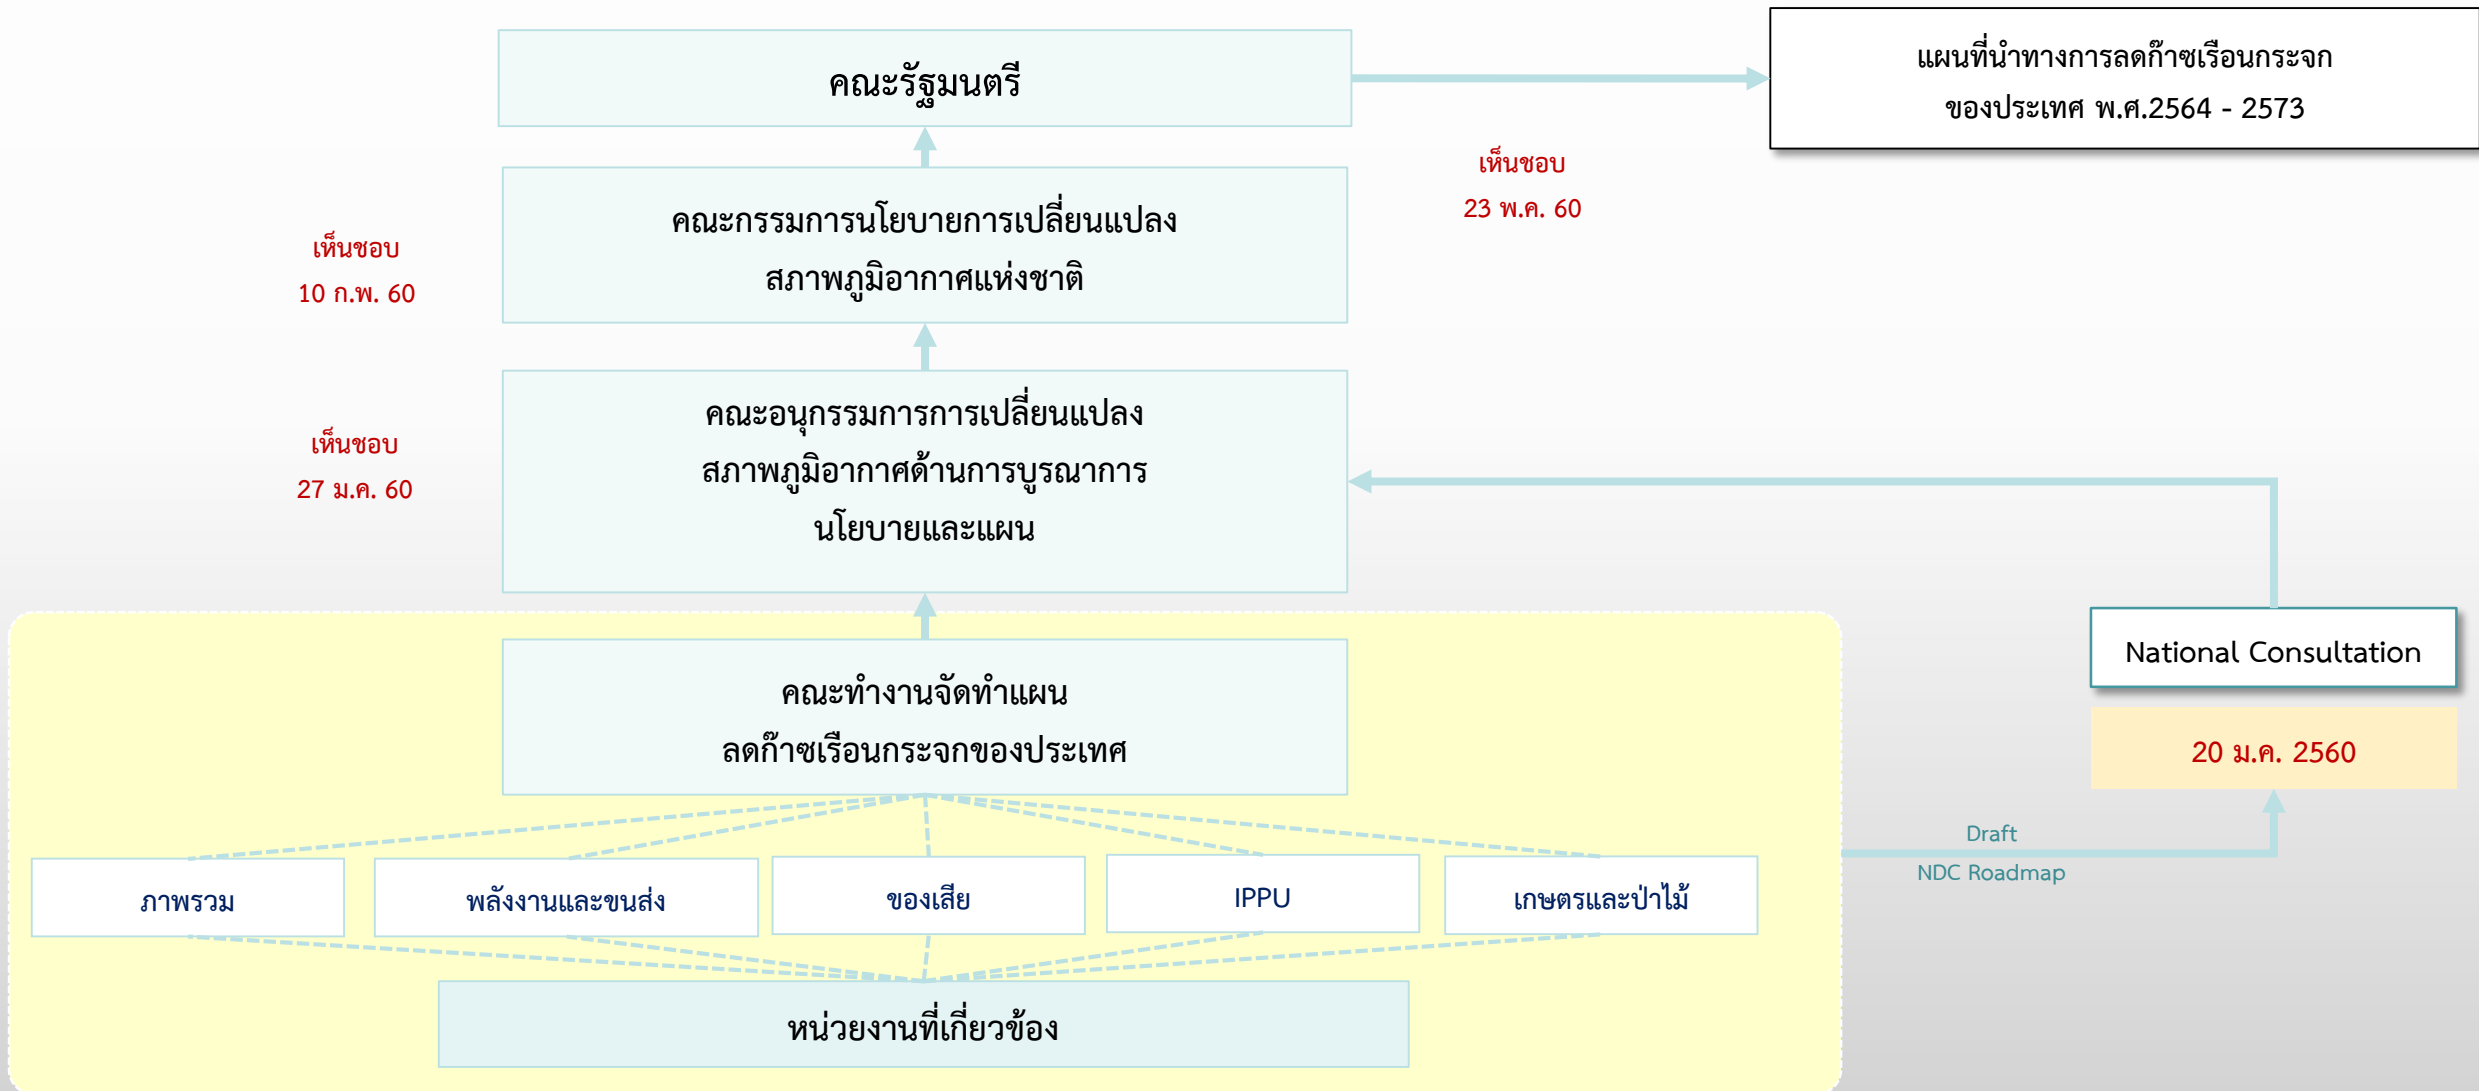 คณะรัฐมนตรี
แผนที่นำทางการลดก๊าซเรือนกระจก
ของประเทศ พ.ศ.2564 - 2573
เห็นชอบ
23 พ.ค. 60
คณะกรรมการนโยบายการเปลี่ยนแปลง
สภาพภูมิอากาศแห่งชาติ
เห็นชอบ
10 ก.พ. 60
คณะอนุกรรมการการเปลี่ยนแปลง
สภาพภูมิอากาศด้านการบูรณาการ
นโยบายและแผน
เห็นชอบ
27 ม.ค. 60
National Consultation
20 ม.ค. 2560
คณะทำงานจัดทำแผน
ลดก๊าซเรือนกระจกของประเทศ
Draft
NDC Roadmap
ภาพรวม
พลังงานและขนส่ง
ของเสีย
IPPU
เกษตรและป่าไม้
หน่วยงานที่เกี่ยวข้อง